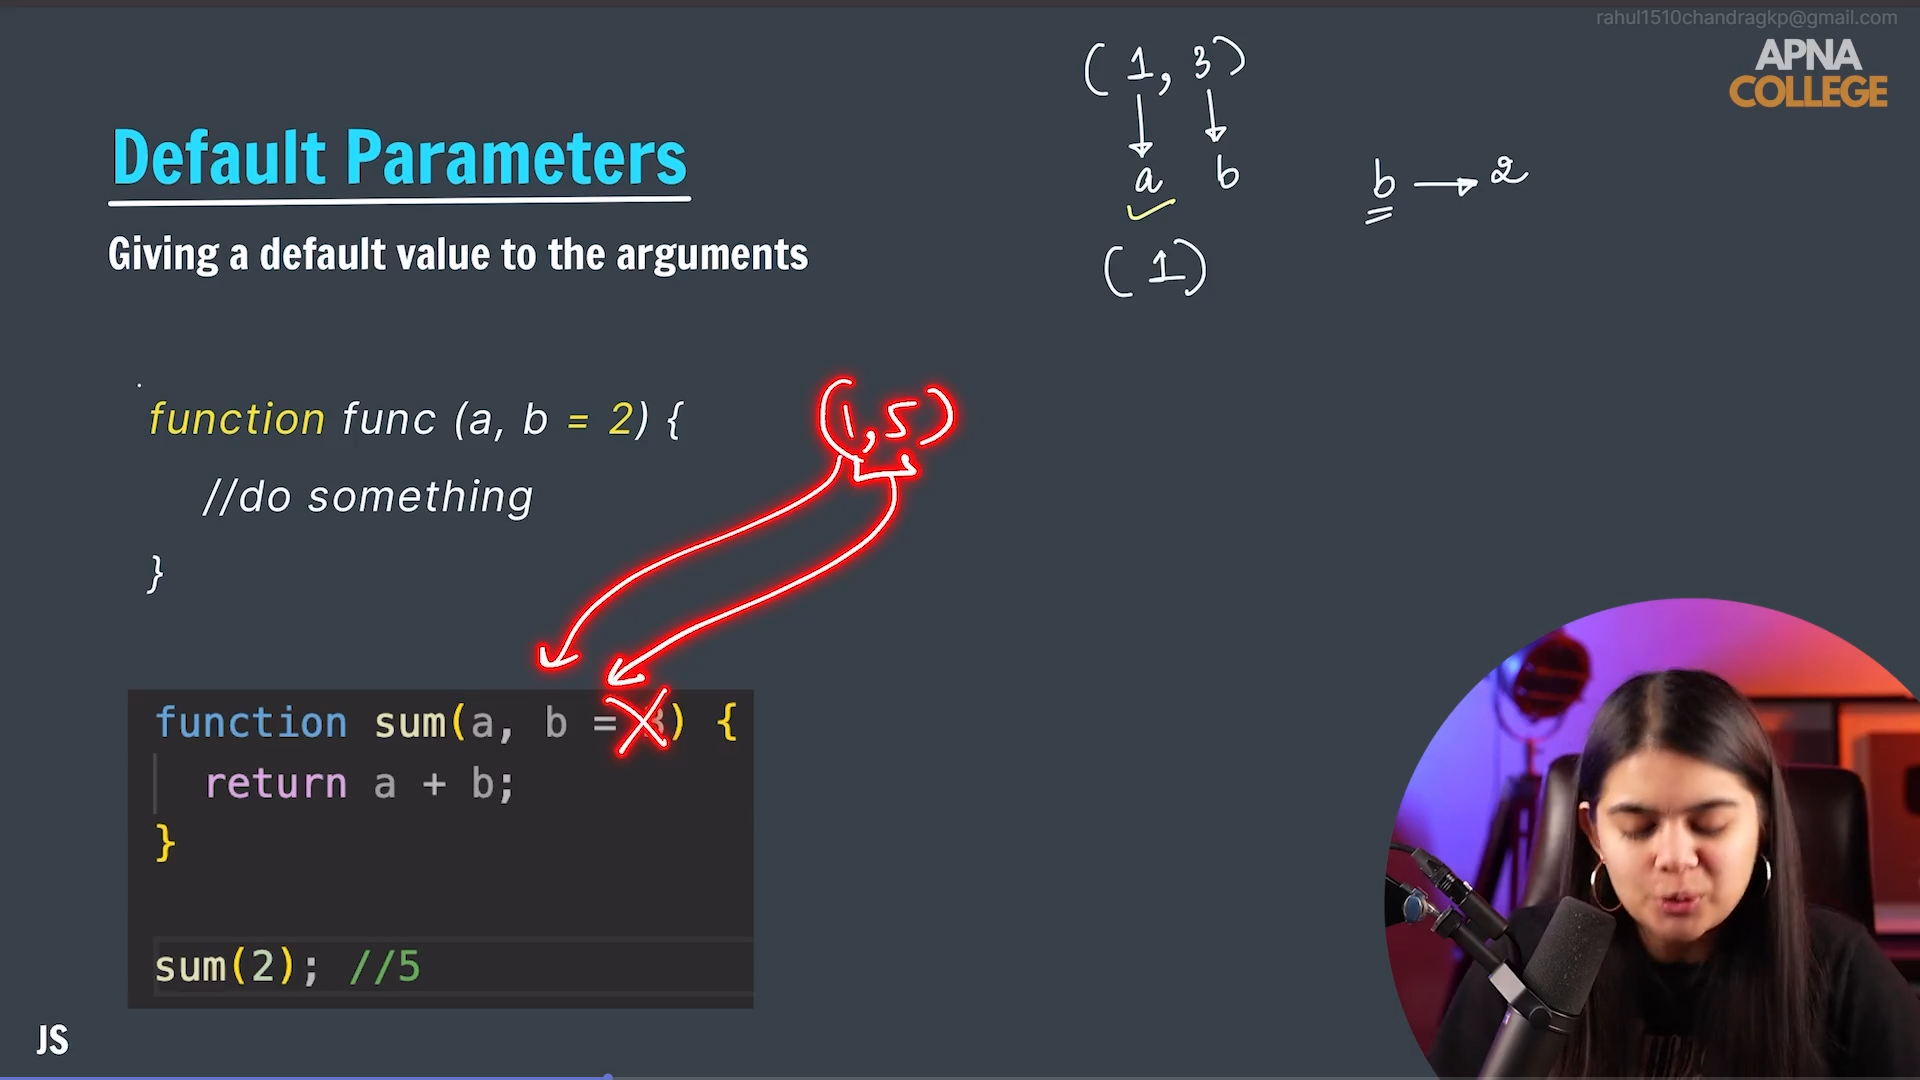 rahul1510chandragkp@gmail.com
APNA
COLLEGE
(1, 3)
a b
b → 2
(1)
Default Parameters
Giving a default value to the arguments
function func (a, b = 2) {
//do something
}
(1,5)
function sum(a, b = 3) {
return a + b;
}
sum(2); //5
JS